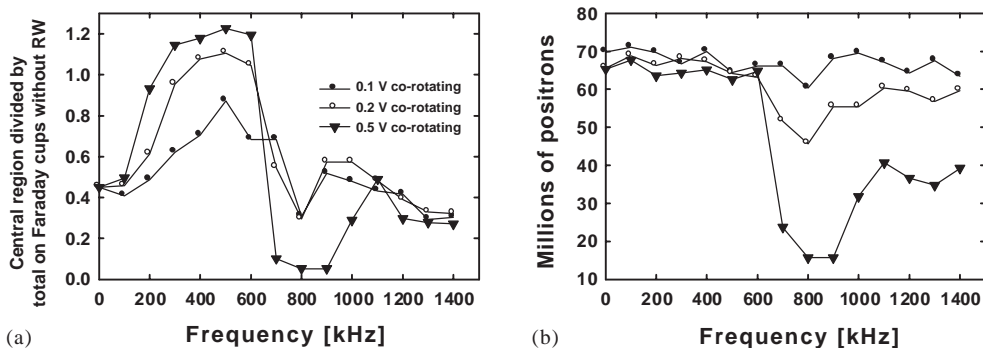 Central region divided by
total on Faraday cups without RW
1.2
1.0
0.8
0.6
0.4
0.2
0.0
0.1 V co-rotating
0.2 V co-rotating
0.5 V co-rotating
0 200 400 600 800 1000 1200 1400
(a) Frequency [kHz]
Millions of positrons
80
70
60
50
40
30
20
10
0 200 400 600 800 1000 1200 1400
(b) Frequency [kHz]